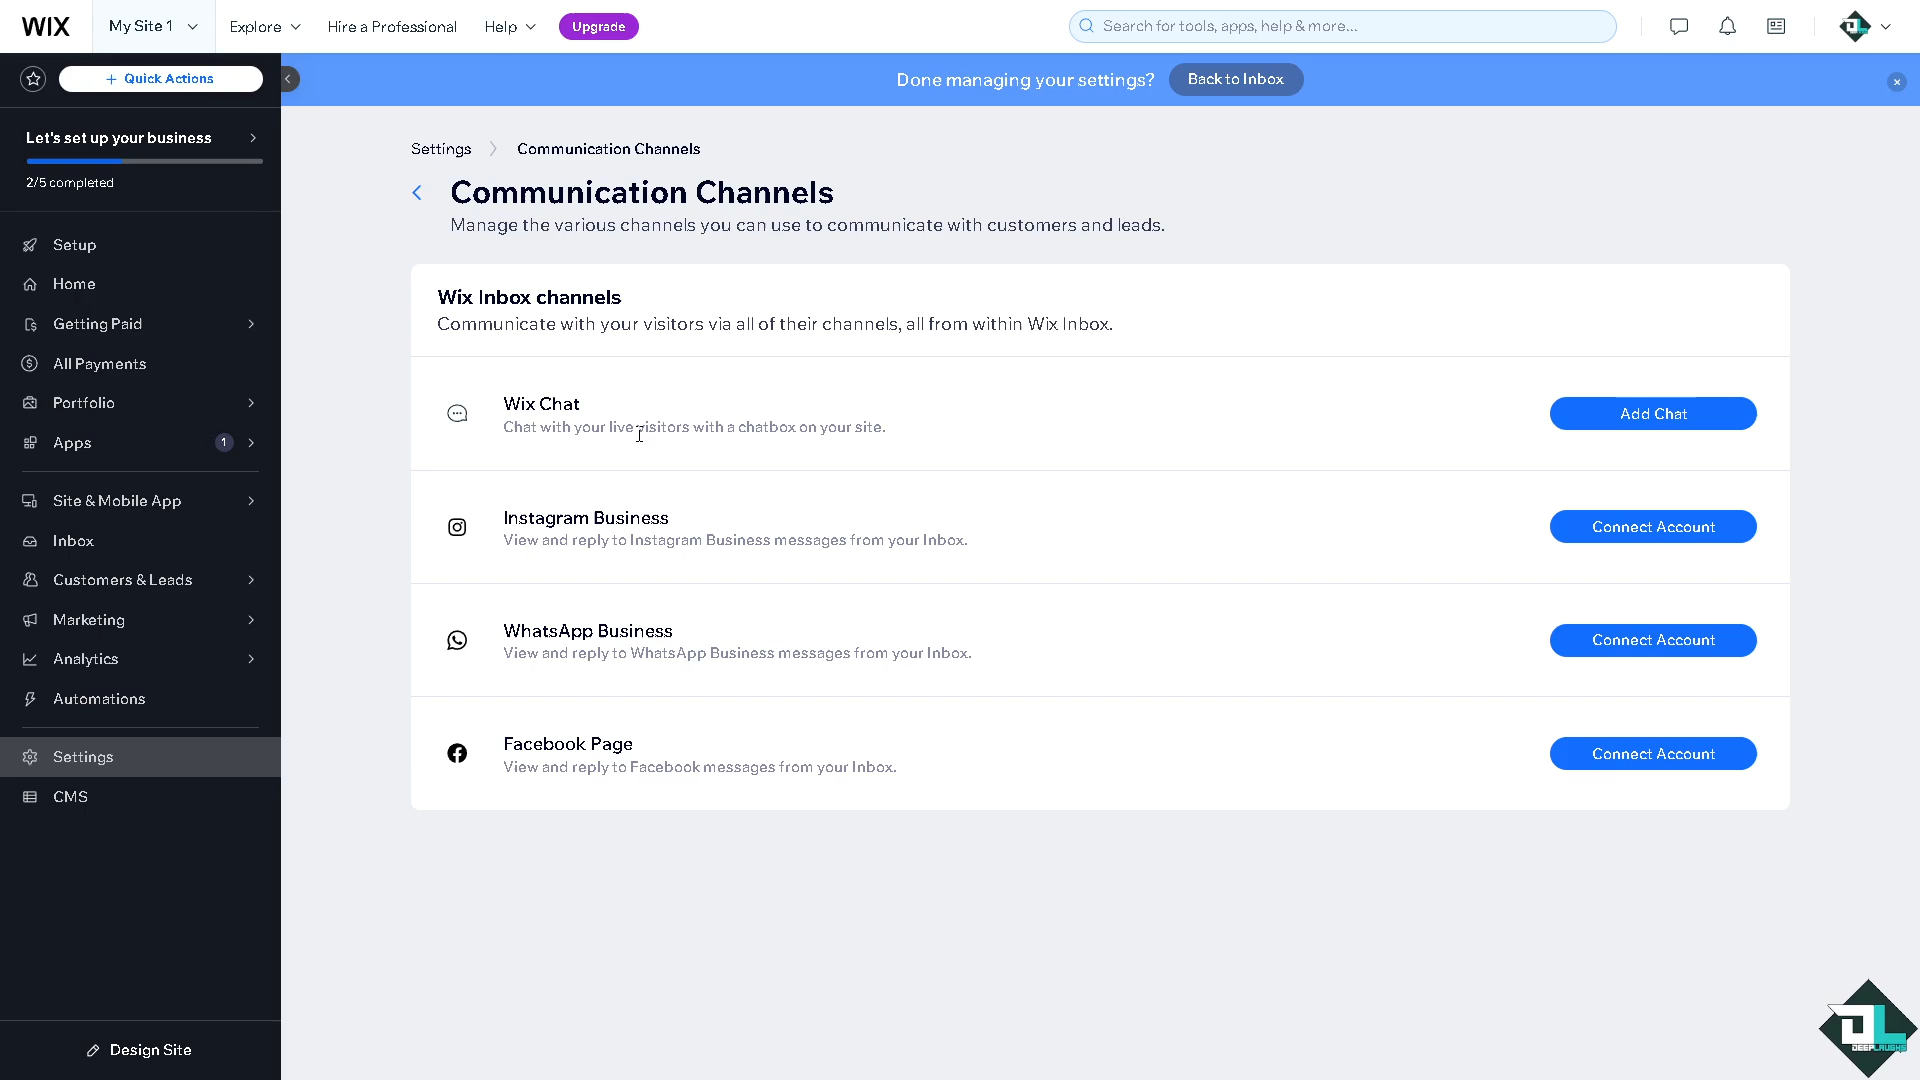 WIX
My Site 1
Explore
Hire a Professional
Help
Upgrade
Search for tools, apps, help & more...
+ Quick Actions
Done managing your settings?
Back to Inbox
Let's set up your business
2/5 completed
Setup
Home
Getting Paid
All Payments
Portfolio
Apps
1
Site & Mobile App
Inbox
Customers & Leads
Marketing
Analytics
Automations
Settings
CMS
Design Site
Settings
Communication Channels
Communication Channels
Manage the various channels you can use to communicate with customers and leads.
Wix Inbox channels
Communicate with your visitors via all of their channels, all from within Wix Inbox.
Wix Chat
Chat with your live visitors with a chatbox on your site.
Add Chat
Instagram Business
View and reply to Instagram Business messages from your Inbox.
Connect Account
WhatsApp Business
View and reply to WhatsApp Business messages from your Inbox.
Connect Account
Facebook Page
View and reply to Facebook messages from your Inbox.
Connect Account
DL
DEEPLAUGHS